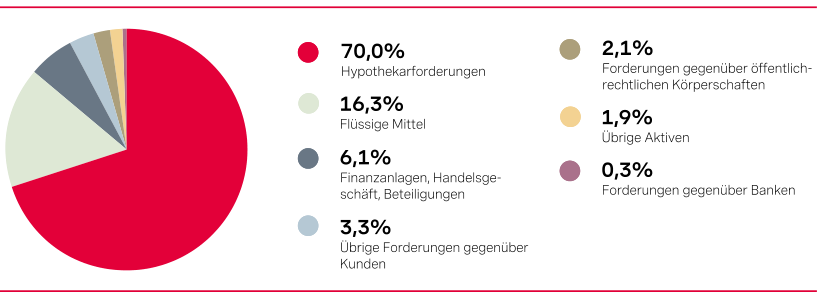 70,0%
Hypothekarforderungen
16,3%
Flüssige Mittel
6,1%
Finanzanlagen, Handelsge-
schäft, Beteiligungen
3,3%
Übrige Forderungen gegenüber
Kunden
2,1%
Forderungen gegenüber öffentlich-
rechtlichen Körperschaften
1,9%
Übrige Aktiven
0,3%
Forderungen gegenüber Banken